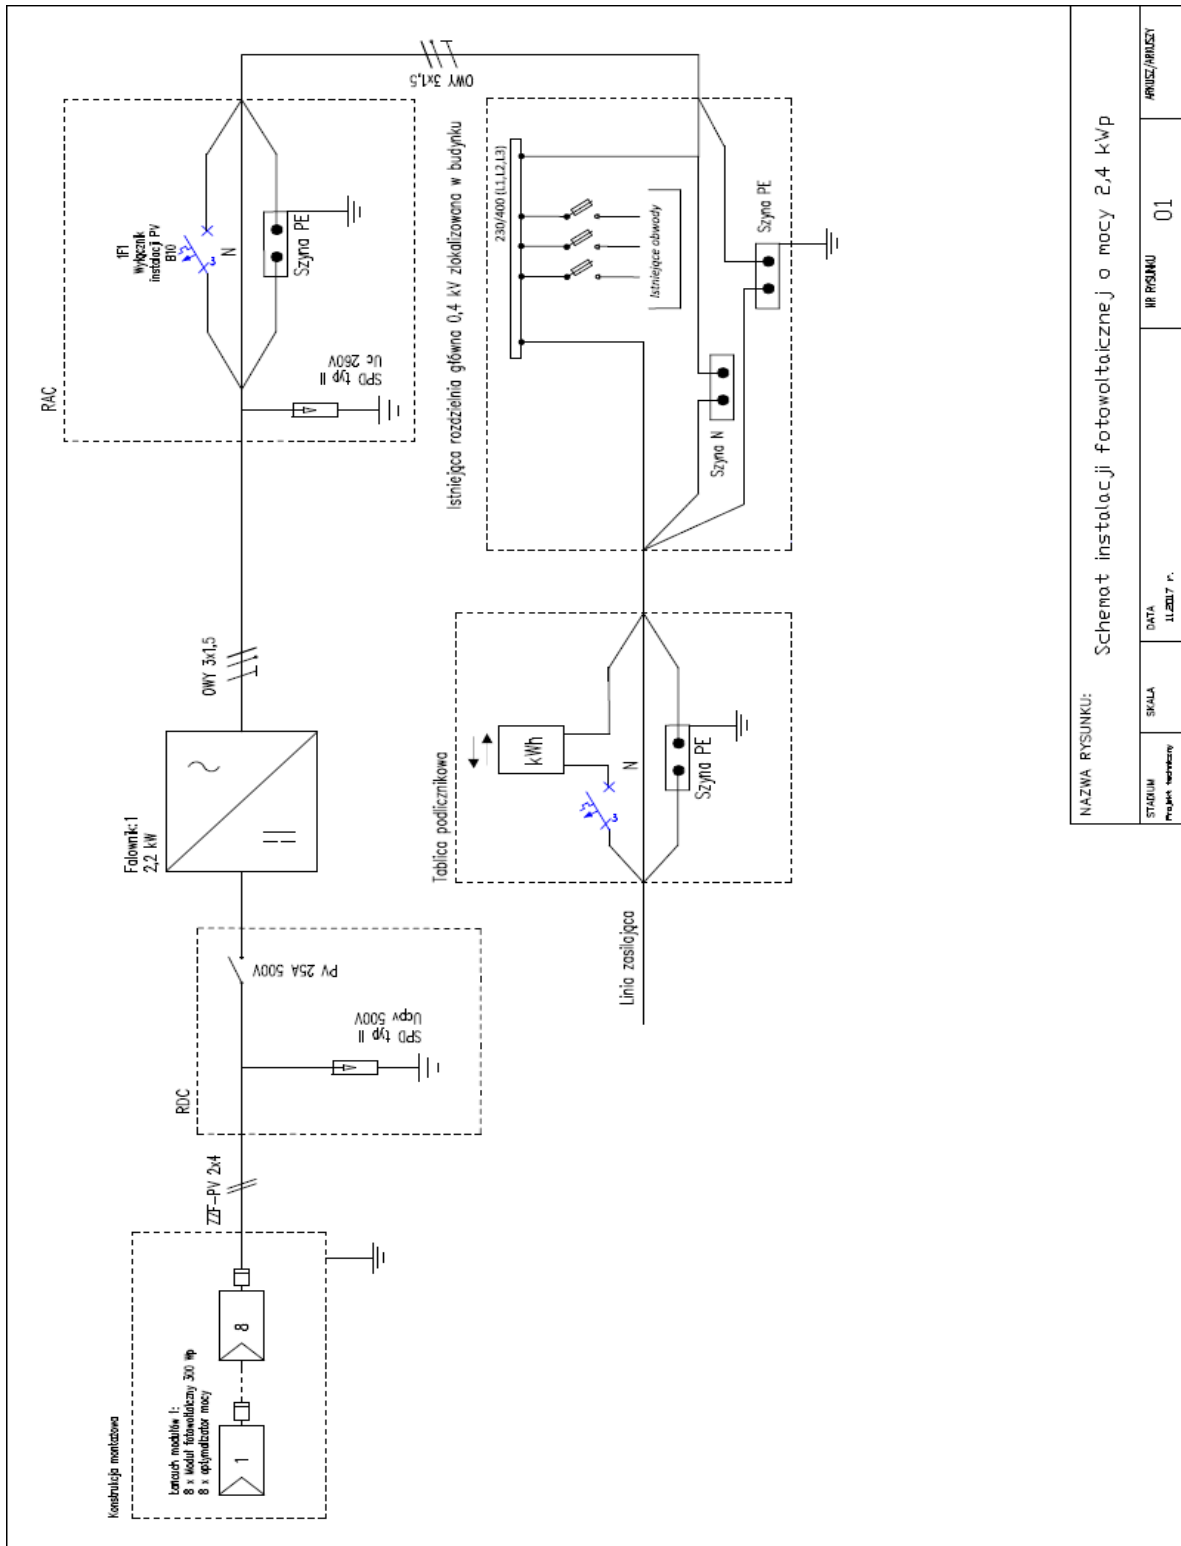 Konstrukcja montażowa
Łańcuch modułów 1:
8 x Moduł fotowoltaiczny 300 Wp
8 x optymalizator mocy
1
8
ZZF-PV 2x4
RDC
SPD typ II
Ucpv 500V
PV 25A 500V
Falownik:1
2,2 kW
OWY 3x1,5
RAC
SPD typ II
Uc 260V
1F1
Wyłącznik
instalacji PV
B10
3
N
Szyna PE
OWY 3x1,5
Linia zasilająca
Tablica podlicznikowa
kWh
3
N
Szyna PE
Istniejąca rozdzielnia główna 0,4 kV zlokalizowana w budynku
230/400 (L1,L2,L3)
Istniejące obwody
Szyna N
Szyna PE
NAZWA RYSUNKU:
Schemat instalacji fotowoltaicznej o mocy 2,4 kWp
STADIUM
Projekt techniczny
SKALA
DATA
11.2017 r.
NR RYSUNKU
01
ARKUSZ/ARKUSZY